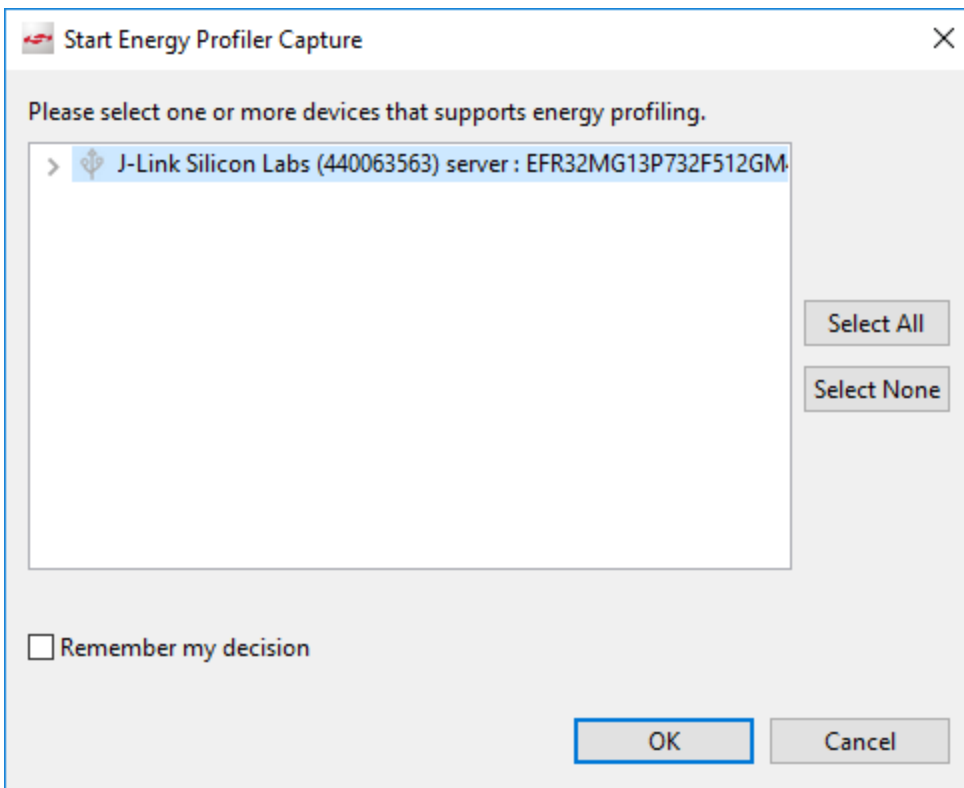 Start Energy Profiler Capture
Please select one or more devices that supports energy profiling.
J-Link Silicon Labs (440063563) server : EFR32MG13P732F512GM
Select All
Select None
Remember my decision
OK
Cancel